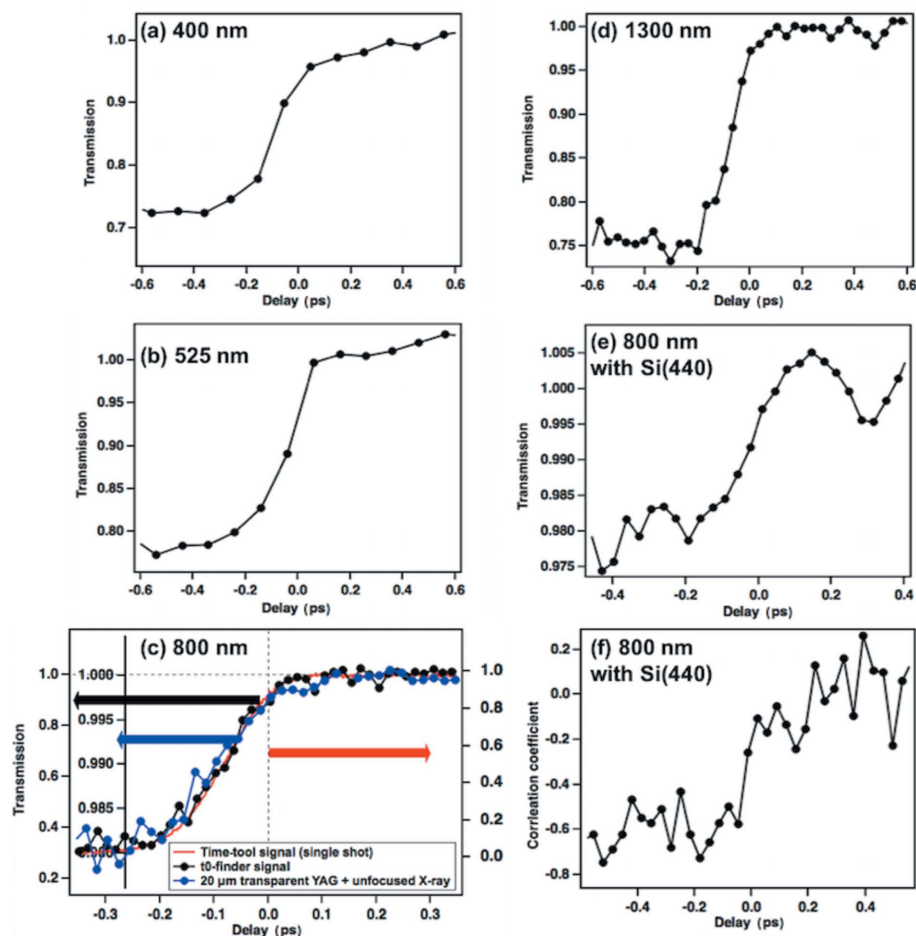 (a) 400 nm
1.0
0.9
0.8
0.7
Transmission
-0.6 -0.4 -0.2 0.0 0.2 0.4 0.6
Delay (ps)
(d) 1300 nm
1.00
0.95
0.90
0.85
0.80
0.75
Transmission
-0.6 -0.4 -0.2 0.0 0.2 0.4 0.6
Delay (ps)
(b) 525 nm
1.00
0.95
0.90
0.85
0.80
Transmission
-0.6 -0.4 -0.2 0.0 0.2 0.4 0.6
Delay (ps)
(e) 800 nm
with Si(440)
1.005
1.000
0.995
0.990
0.985
0.980
0.975
Transmission
-0.4 -0.2 0.0 0.2 0.4
Delay (ps)
(c) 800 nm
1.2
1.0
0.8
0.6
0.4
0.2
Transmission
1.000
0.995
0.990
0.985
1.0
0.8
0.6
0.4
0.2
0.0
Time-tool signal (single shot)
t0-finder signal
20 µm transparent YAG + unfocused X-ray
-0.3 -0.2 -0.1 0.0 0.1 0.2 0.3
Delay (ps)
(f) 800 nm
with Si(440)
0.2
0.0
-0.2
-0.4
-0.6
-0.8
Corrleation coefficient
-0.4 -0.2 0.0 0.2 0.4
Delay (ps)